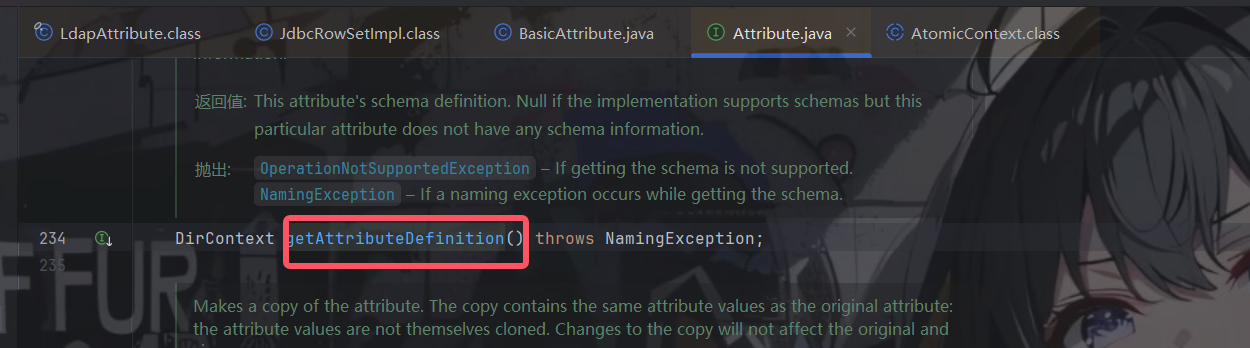 LdapAttribute.class
JdbcRowSetImpl.class
BasicAttribute.java
Attribute.java
AtomicContext.class
information.
返回值: This attribute's schema definition. Null if the implementation supports schemas but this
particular attribute does not have any schema information.
抛出: OperationNotSupportedException – If getting the schema is not supported.
NamingException – If a naming exception occurs while getting the schema.
234 DirContext getAttributeDefinition() throws NamingException;
235
Makes a copy of the attribute. The copy contains the same attribute values as the original attribute:
the attribute values are not themselves cloned. Changes to the copy will not affect the original and
FF FUR